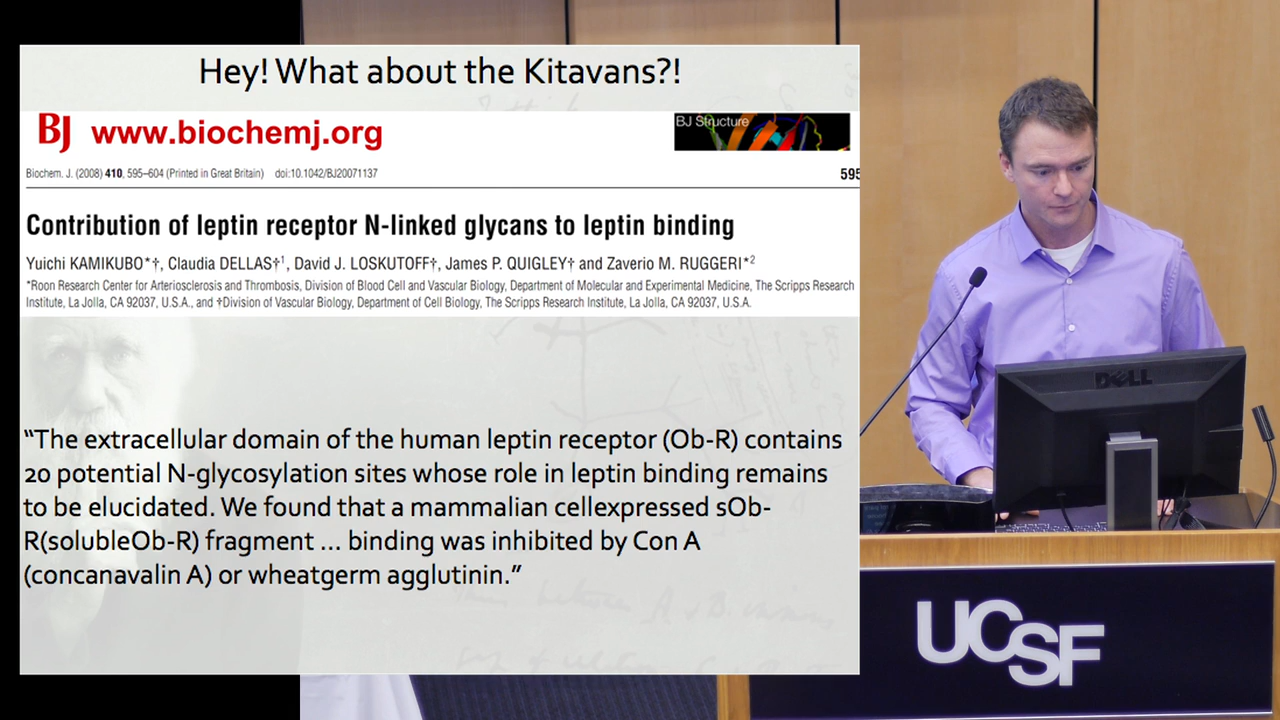 Hey! What about the Kitavans?!
BJ www.biochemj.org
BJ Structure
Biochem. J. (2008) 410, 595–604 (Printed in Great Britain) doi:10.1042/BJ20071137
595
Contribution of leptin receptor N-linked glycans to leptin binding
Yuichi KAMIKUBO*†, Claudia DELLAS†¹, David J. LOSKUTOFF†, James P. QUIGLEY† and Zaverio M. RUGGERI*²
*Roon Research Center for Arteriosclerosis and Thrombosis, Division of Blood Cell and Vascular Biology, Department of Molecular and Experimental Medicine, The Scripps Research
Institute, La Jolla, CA 92037, U.S.A., and †Division of Vascular Biology, Department of Cell Biology, The Scripps Research Institute, La Jolla, CA 92037, U.S.A.
“The extracellular domain of the human leptin receptor (Ob-R) contains
20 potential N-glycosylation sites whose role in leptin binding remains
to be elucidated. We found that a mammalian cellexpressed sOb-
R(solubleOb-R) fragment ... binding was inhibited by Con A
(concanavalin A) or wheatgerm agglutinin.”
DELL
UCSF